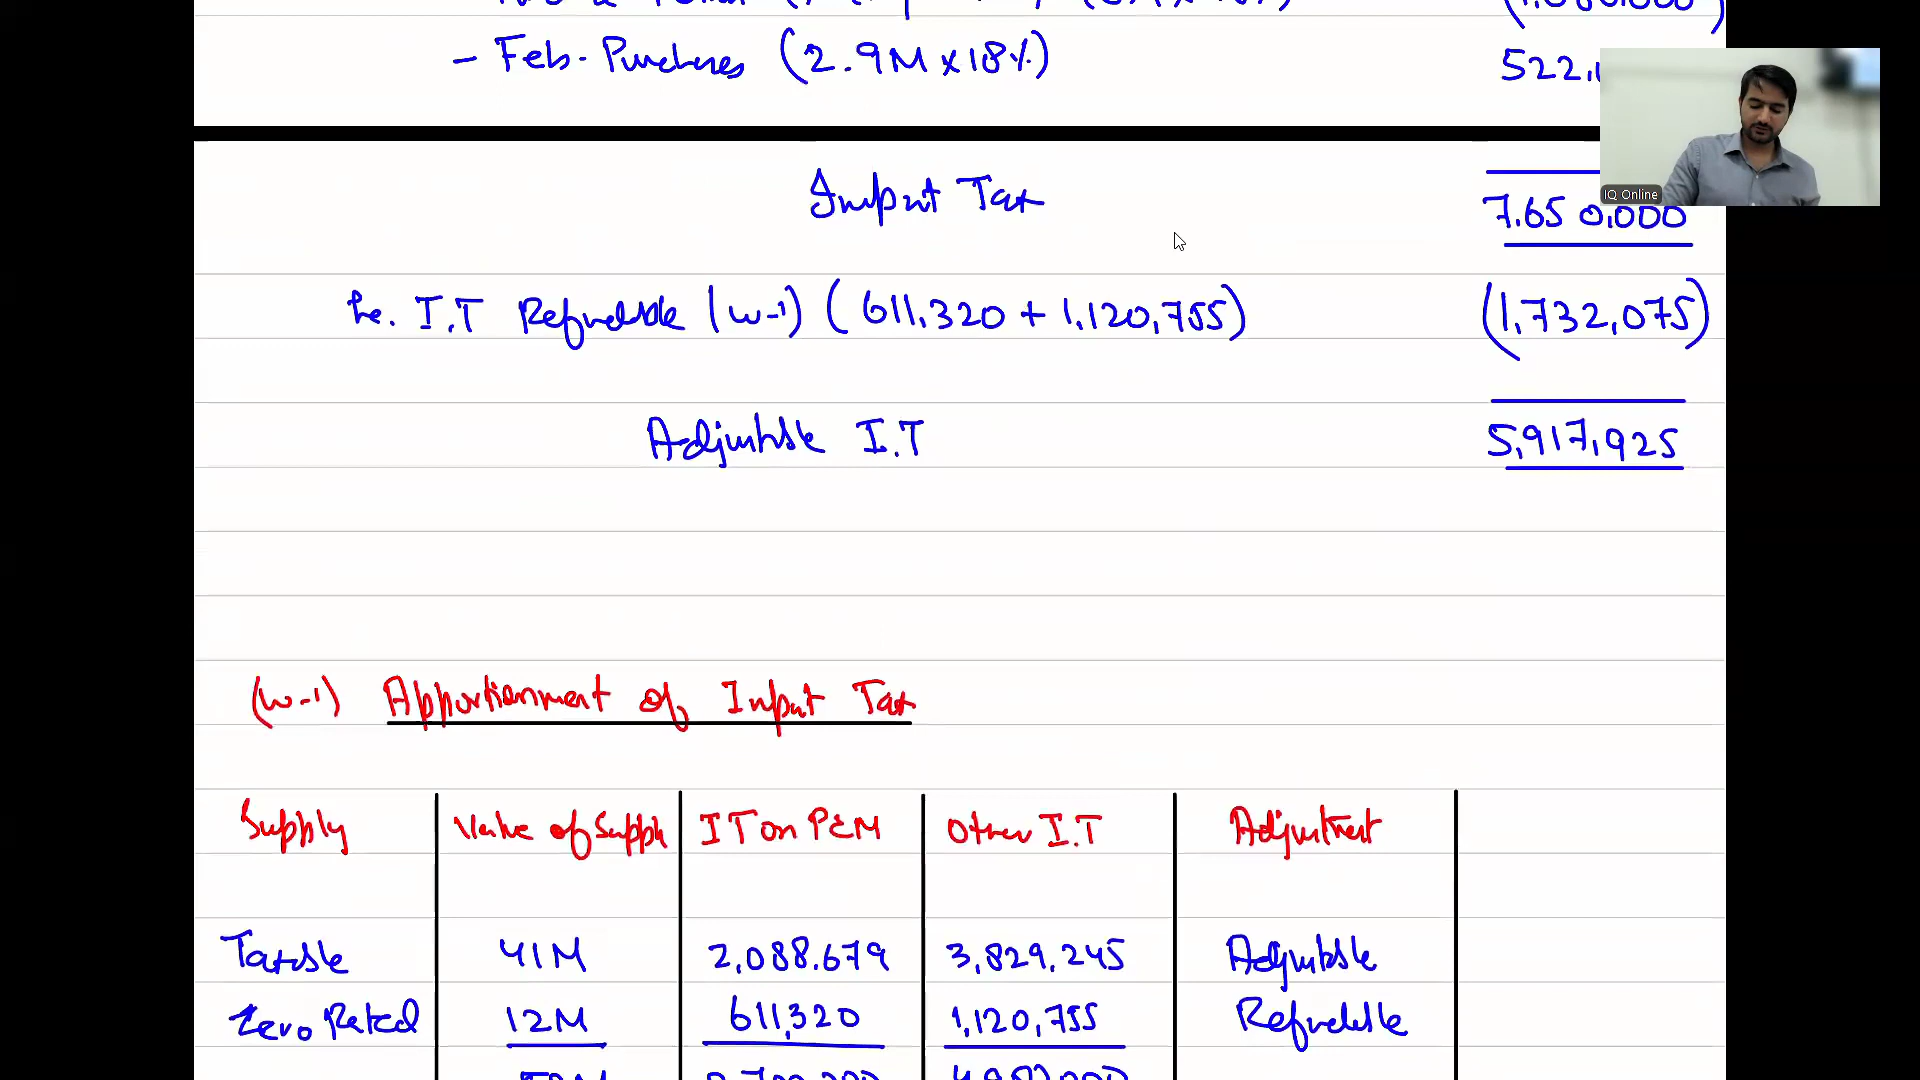 - Feb. Purchases (2.9M x 18%) 522,
IQ Online
Input Tax 7,650,000
Le. I.T Refundable (w-1) (611,320 + 1,120,755) (1,732,075)
Adjustable I.T 5,917,925
(w-1) Apportionment of Input Tax
Supply Value of Supply IT on P&M Other I.T Adjustment
Taxable 41M 2,088,679 3,829,245 Adjustable
Zero Rated 12M 611,320 1,120,755 Refundable